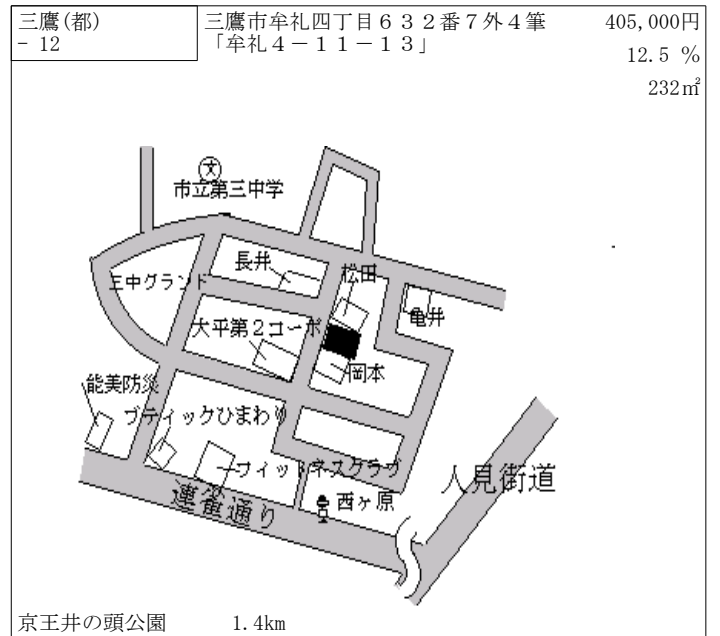 三鷹(都)
- 12
三鷹市牟礼四丁目６３２番７外４筆
「牟礼４－１１－１３」
405,000円
12.5 %
232㎡
文
市立第三中学
長井
松田
三中グランド
亀井
大平第２コーポ
岡本
能美防災
ブティックひまわり
フィットネスクラブ
人見街道
連雀通り
西ヶ原
京王井の頭公園 1.4km